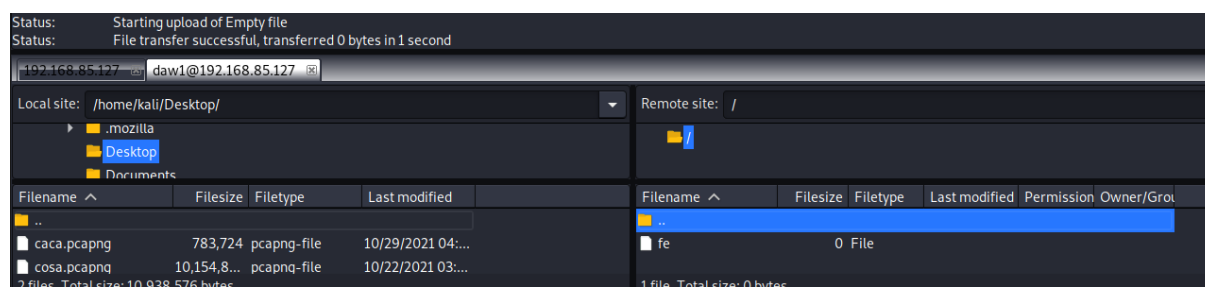 Status: Starting upload of Empty file
Status: File transfer successful, transferred 0 bytes in 1 second
192.168.85.127 daw1@192.168.85.127
Local site: /home/kali/Desktop/ Remote site: /
.mozilla /
Desktop
Documents
Filename Filesize Filetype Last modified Filename Filesize Filetype Last modified Permission Owner/Grou
.. ..
caca.pcapng 783,724 pcapng-file 10/29/2021 04:... fe 0 File
cosa.pcapng 10,154,8... pcapng-file 10/22/2021 03:...
2 files. Total size: 10,938,576 bytes 1 file. Total size: 0 bytes